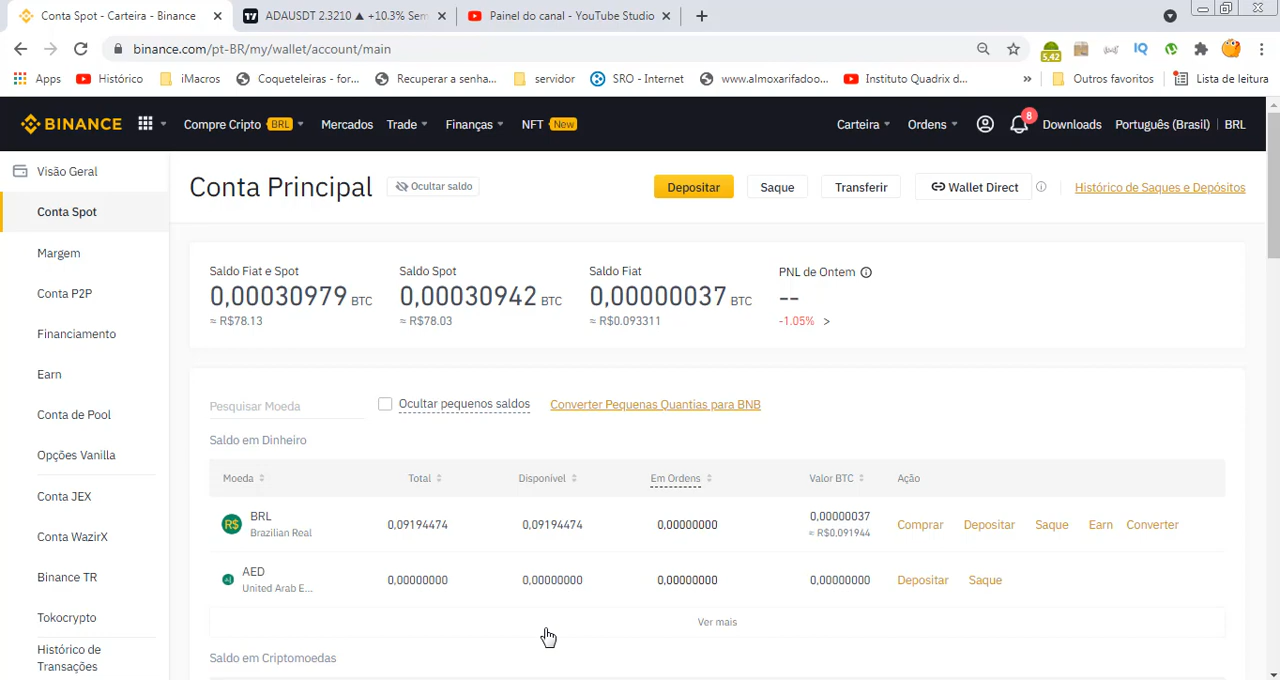 Conta Spot - Carteira - Binance
ADAUSDT 2.3210 ▲ +10.3% Sem
Painel do canal - YouTube Studio
binance.com/pt-BR/my/wallet/account/main
5,42
IQ
Apps
Histórico
iMacros
Coqueteleiras - for...
Recuperar a senha...
servidor
SRO - Internet
www.almoxarifadoo...
Instituto Quadrix d...
»
Outros favoritos
Lista de leitura
BINANCE
Compre Cripto BRL
Mercados
Trade
Finanças
NFT New
Carteira
Ordens
8
Downloads
Português (Brasil)
BRL
Visão Geral
Conta Spot
Margem
Conta P2P
Financiamento
Earn
Conta de Pool
Opções Vanilla
Conta JEX
Conta WazirX
Binance TR
Tokocrypto
Histórico de
Transações
Conta Principal
Ocultar saldo
Depositar
Saque
Transferir
Wallet Direct
Histórico de Saques e Depósitos
Saldo Fiat e Spot
0,00030979 BTC
≈ R$78.13
Saldo Spot
0,00030942 BTC
≈ R$78.03
Saldo Fiat
0,00000037 BTC
≈ R$0.093311
PNL de Ontem
--
-1.05% >
Pesquisar Moeda
Ocultar pequenos saldos
Converter Pequenas Quantias para BNB
Saldo em Dinheiro
Moeda Total Disponível Em Ordens Valor BTC Ação
R$
BRL
Brazilian Real
0,09194474
0,09194474
0,00000000
0,00000037
≈ R$0,091944
Comprar Depositar Saque Earn Converter
AED
United Arab E...
0,00000000
0,00000000
0,00000000
0,00000000
Depositar Saque
Ver mais
Saldo em Criptomoedas